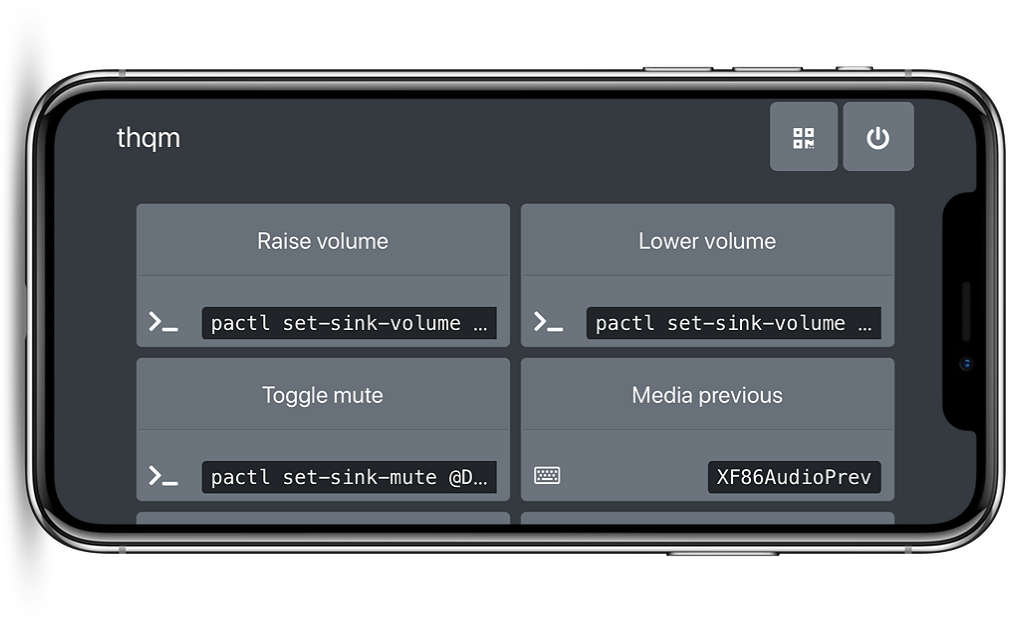 thqm
Raise volume
Lower volume
pactl set-sink-volume ...
pactl set-sink-volume ...
Toggle mute
Media previous
pactl set-sink-mute @D...
XF86AudioPrev